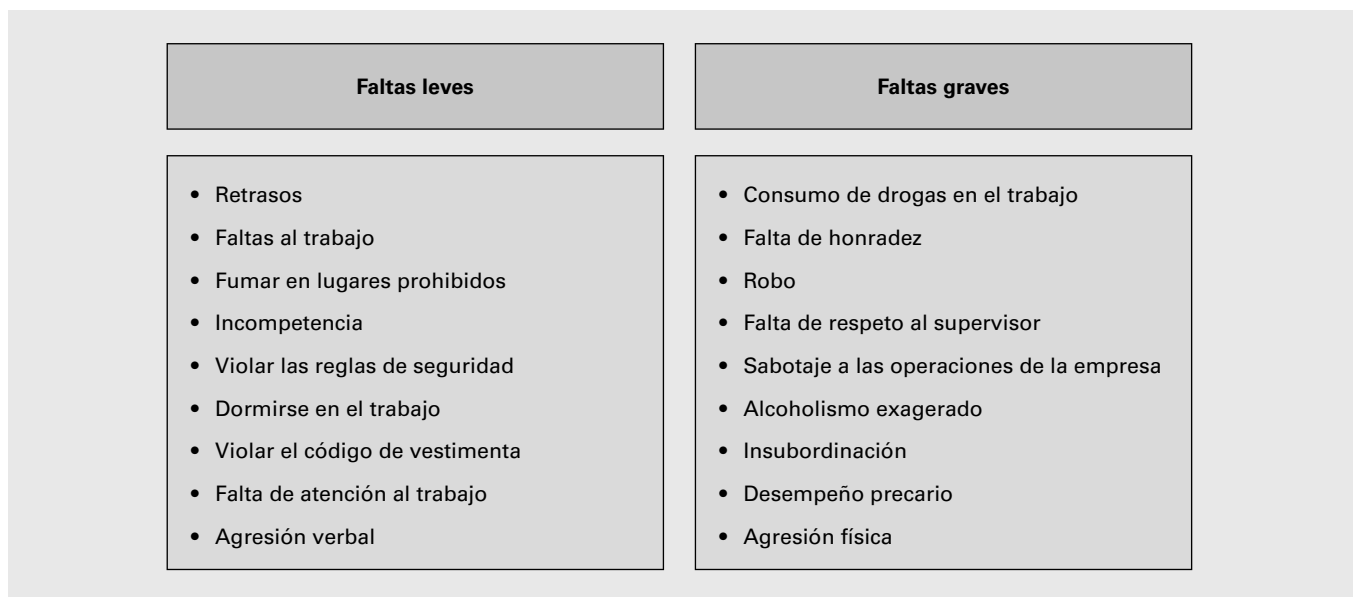 Faltas leves
• Retrasos
• Faltas al trabajo
• Fumar en lugares prohibidos
• Incompetencia
• Violar las reglas de seguridad
• Dormirse en el trabajo
• Violar el código de vestimenta
• Falta de atención al trabajo
• Agresión verbal
Faltas graves
• Consumo de drogas en el trabajo
• Falta de honradez
• Robo
• Falta de respeto al supervisor
• Sabotaje a las operaciones de la empresa
• Alcoholismo exagerado
• Insubordinación
• Desempeño precario
• Agresión física